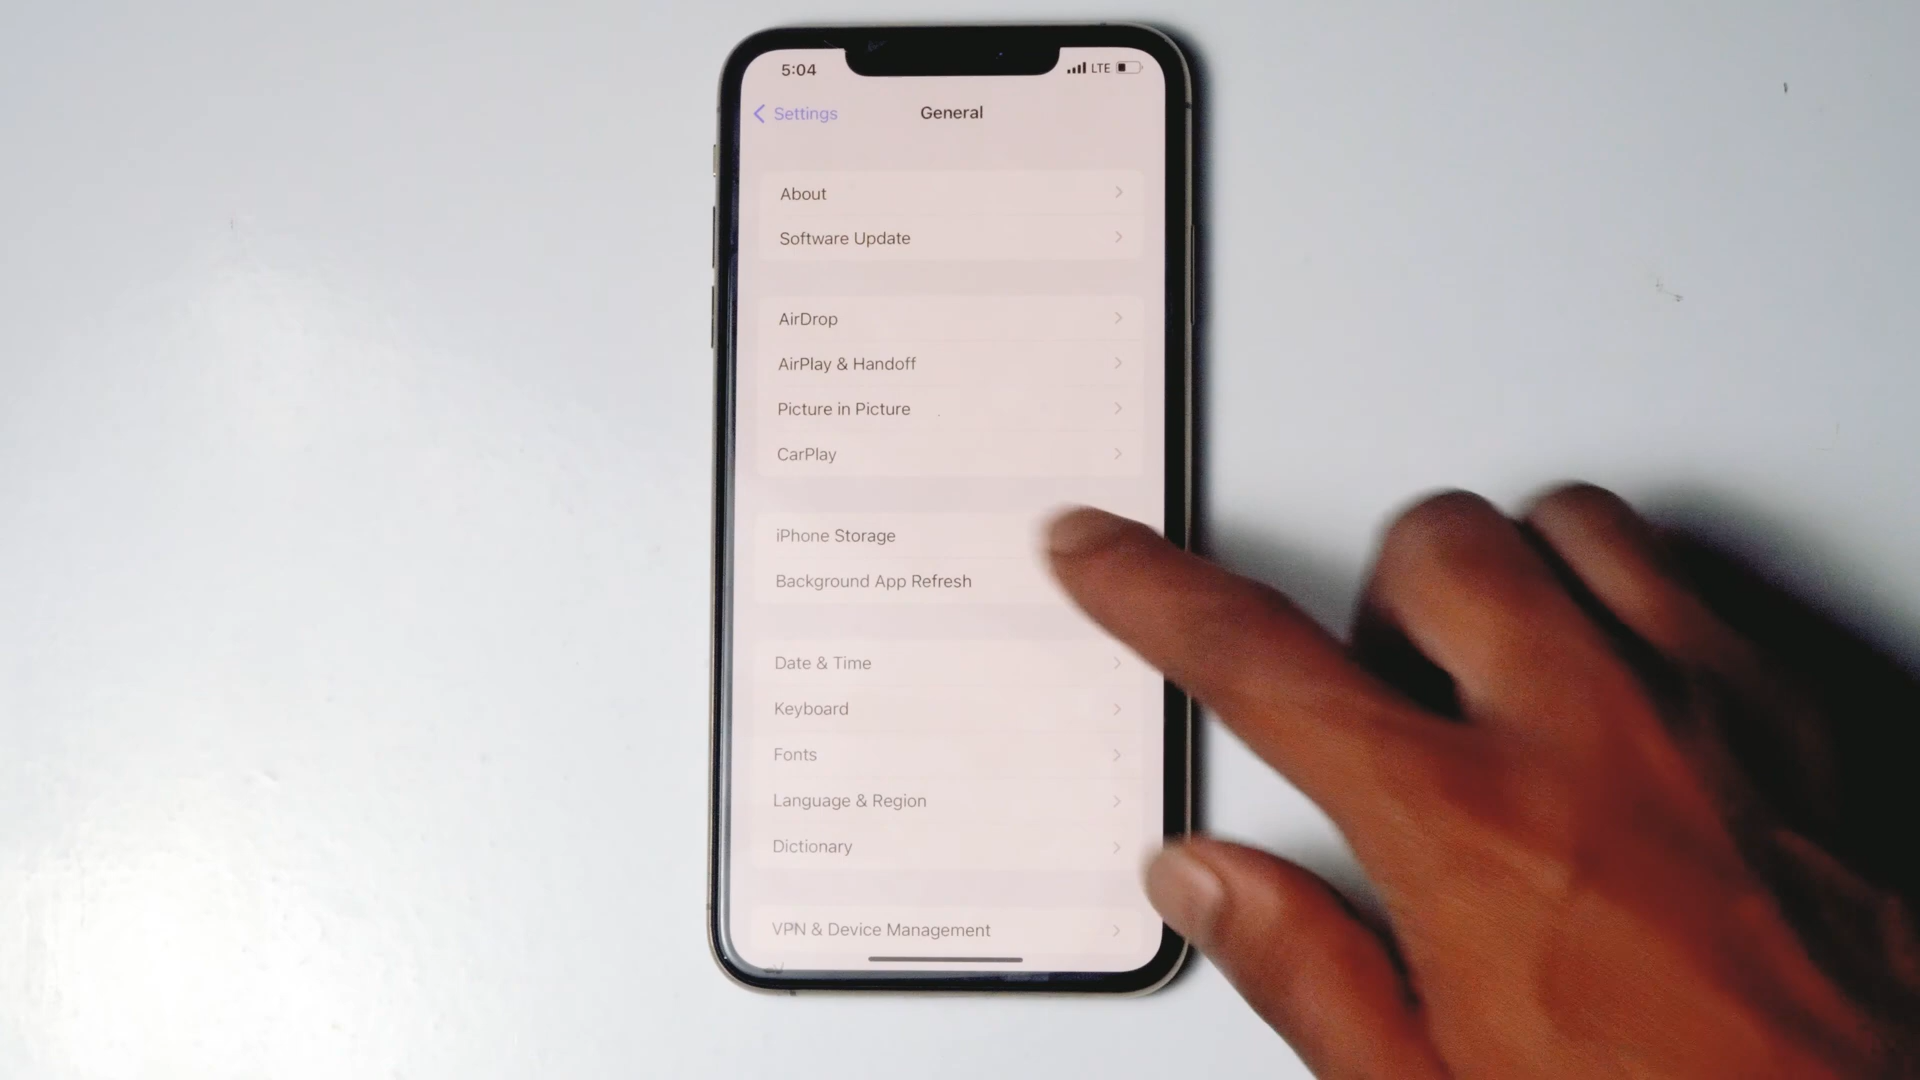 5:04
LTE
Settings
General
About
Software Update
AirDrop
AirPlay & Handoff
Picture in Picture
CarPlay
iPhone Storage
Background App Refresh
Date & Time
Keyboard
Fonts
Language & Region
Dictionary
VPN & Device Management